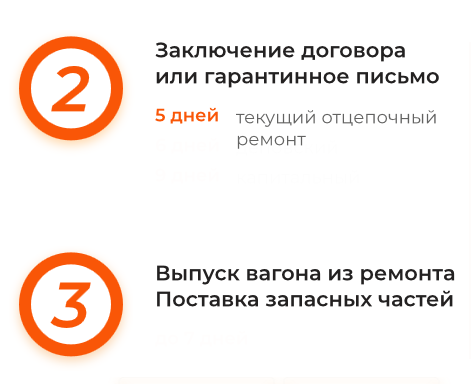 2
Заключение договора
или гарантинное письмо
5 дней текущий отцепочный
ремонт
3
Выпуск вагона из ремонта
Поставка запасных частей